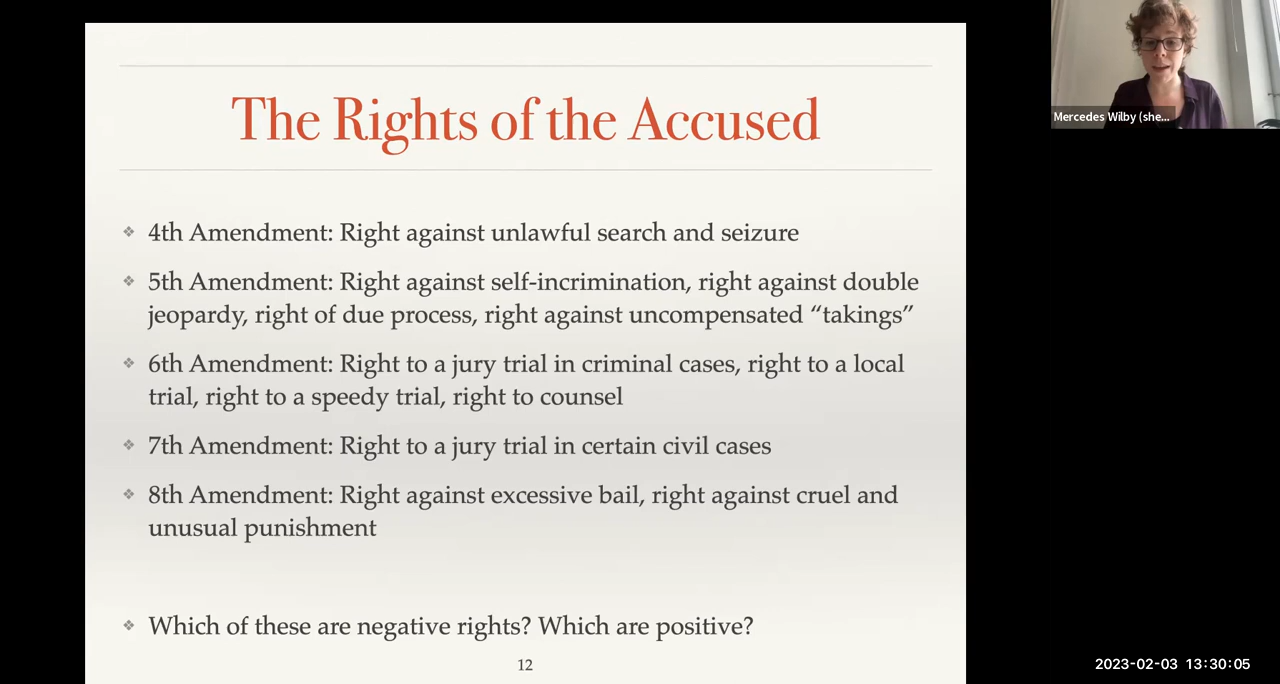 The Rights of the Accused
4th Amendment: Right against unlawful search and seizure
5th Amendment: Right against self-incrimination, right against double
jeopardy, right of due process, right against uncompensated “takings”
6th Amendment: Right to a jury trial in criminal cases, right to a local
trial, right to a speedy trial, right to counsel
7th Amendment: Right to a jury trial in certain civil cases
8th Amendment: Right against excessive bail, right against cruel and
unusual punishment
Which of these are negative rights? Which are positive?
12
Mercedes Wilby (she...
2023-02-03 13:30:05